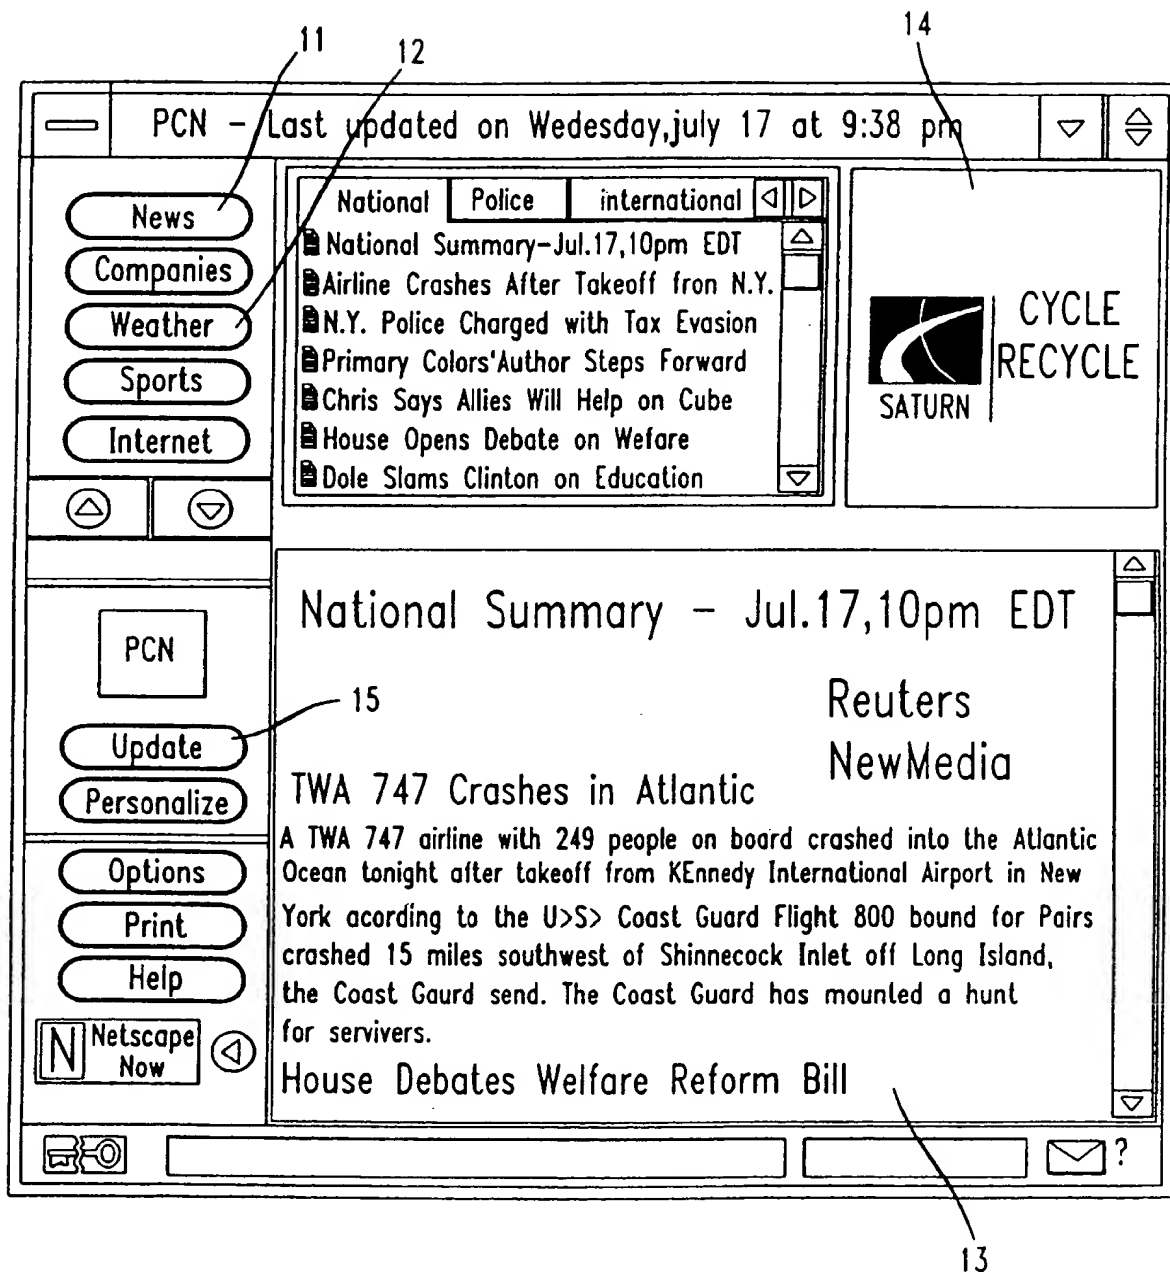 11
12
14
PCN - Last updated on Wedesday,july 17 at 9:38 pm
News
Companies
Weather
Sports
Internet
National Police international
National Summary-Jul.17,10pm EDT
Airline Crashes After Takeoff fron N.Y.
N.Y. Police Charged with Tax Evasion
Primary Colors'Author Steps Forward
Chris Says Allies Will Help on Cube
House Opens Debate on Wefare
Dole Slams Clinton on Education
SATURN
CYCLE
RECYCLE
PCN
15
Update
Personalize
Options
Print
Help
N Netscape
Now
National Summary - Jul.17,10pm EDT
Reuters
NewMedia
TWA 747 Crashes in Atlantic
A TWA 747 airline with 249 people on board crashed into the Atlantic
Ocean tonight after takeoff from KEnnedy International Airport in New
York acording to the U>S> Coast Guard Flight 800 bound for Pairs
crashed 15 miles southwest of Shinnecock Inlet off Long Island,
the Coast Gaurd send. The Coast Guard has mounted a hunt
for servivers.
House Debates Welfare Reform Bill
?
13